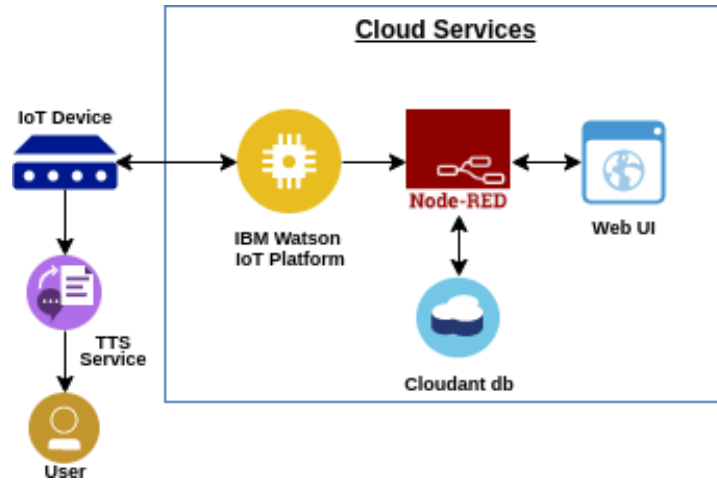 Cloud Services
IoT Device
Node-RED
Web UI
IBM Watson
IoT Platform
TTS
Service
Cloudant db
User